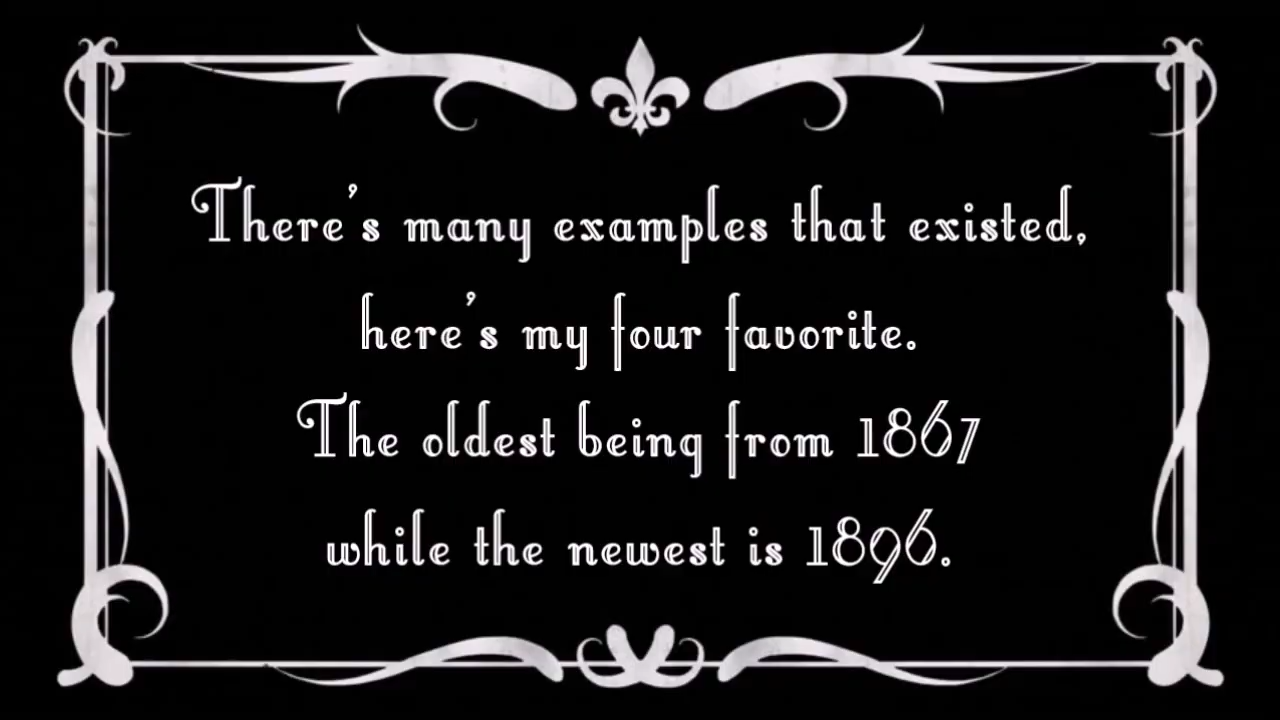 There's many examples that existed,
here's my four favorite.
The oldest being from 1867
while the newest is 1896.